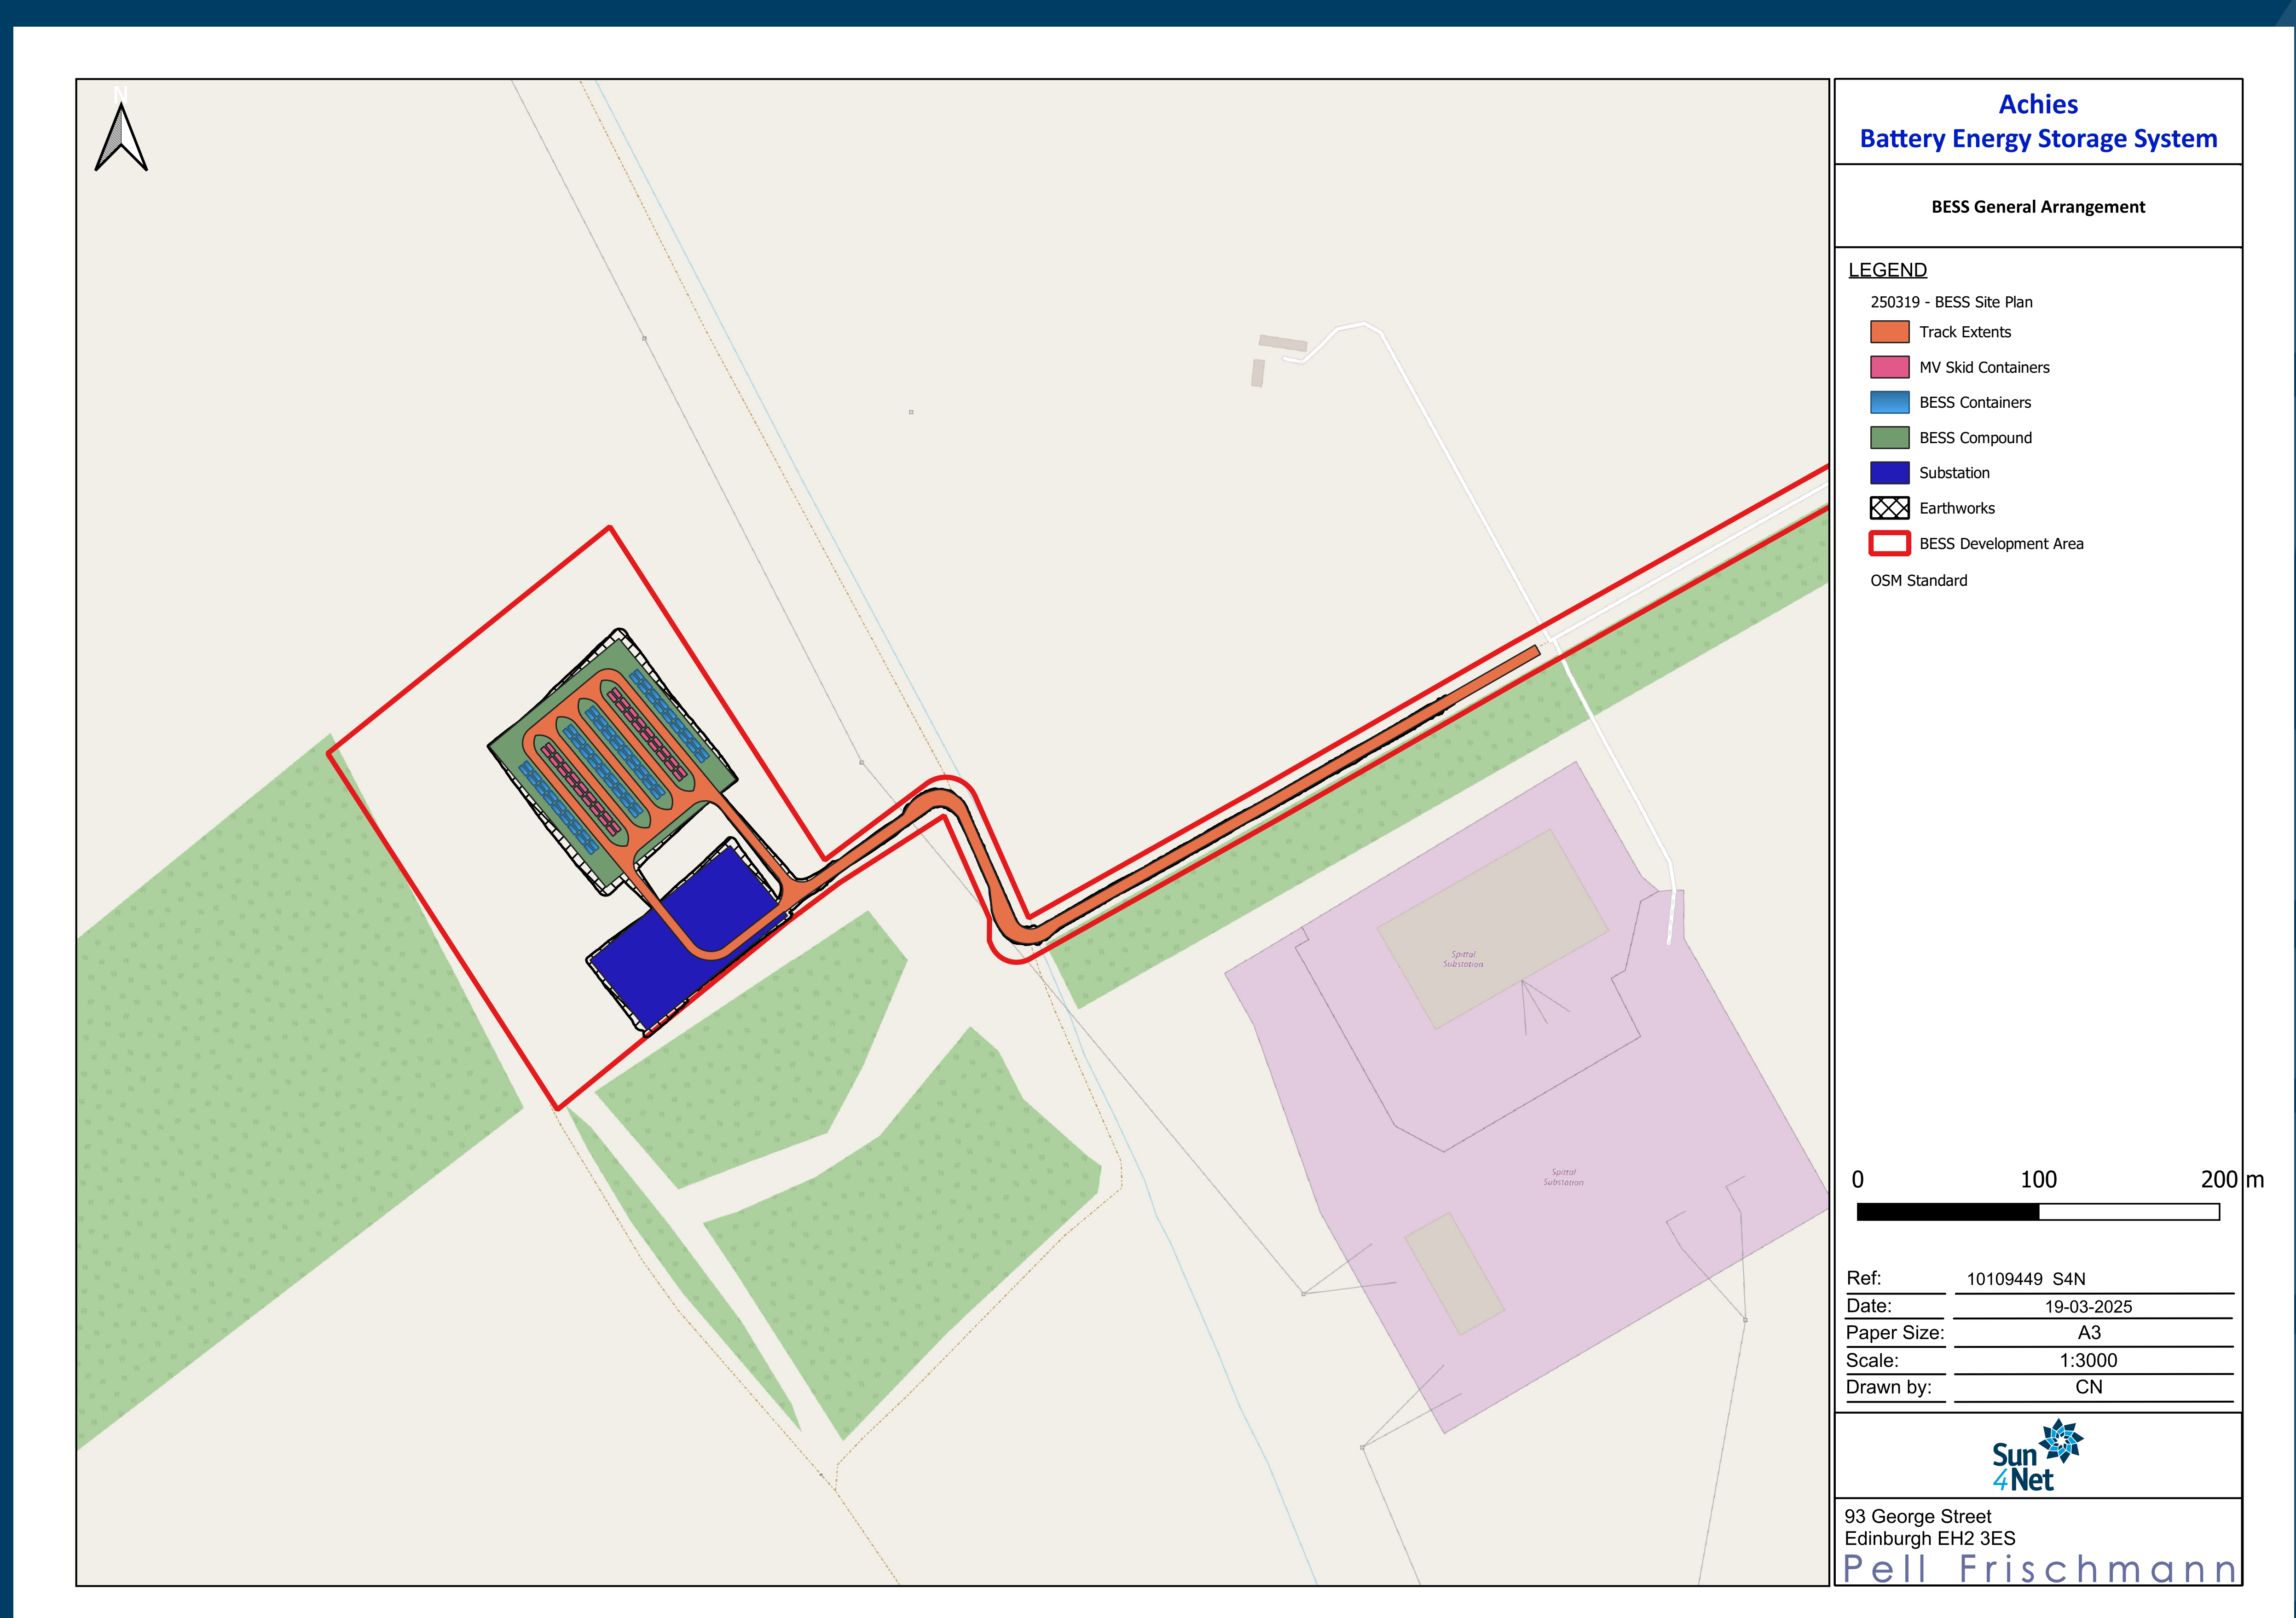 N
Achies
Battery Energy Storage System
BESS General Arrangement
LEGEND
250319 - BESS Site Plan
Track Extents
MV Skid Containers
BESS Containers
BESS Compound
Substation
Earthworks
BESS Development Area
OSM Standard
Spittal
Substation
Spittal
Substation
0 100 200 m
Ref: 10109449 S4N
Date: 19-03-2025
Paper Size: A3
Scale: 1:3000
Drawn by: CN
Sun
4Net
93 George Street
Edinburgh EH2 3ES
Pell Frischmann